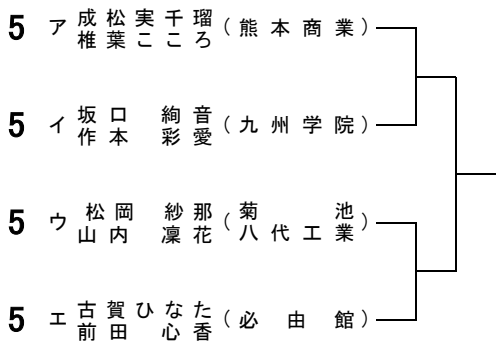 5 ア 成松実千瑠 (熊本商業)
椎葉こころ
5 イ 坂口 絢音 (九州学院)
作本 彩愛
5 ウ 松岡 紗那 (菊池
山内 凜花 八代工業)
5 エ 古賀ひなた (必由館)
前田 心香